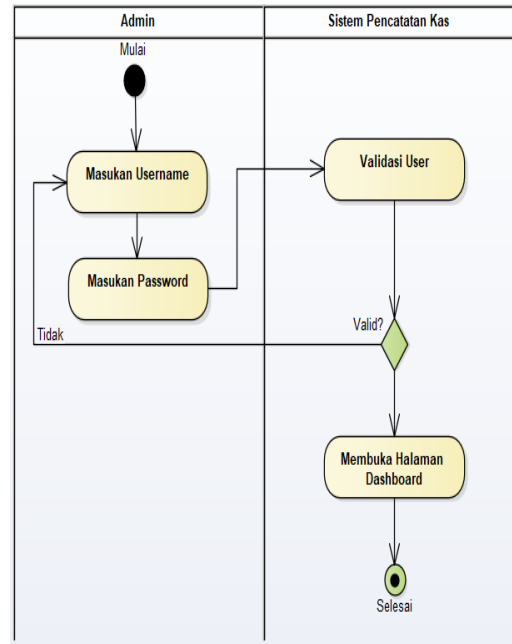 Admin
Sistem Pencatatan Kas
Mulai
Masukan Username
Validasi User
Masukan Password
Tidak
Valid?
Membuka Halaman
Dashboard
Selesai